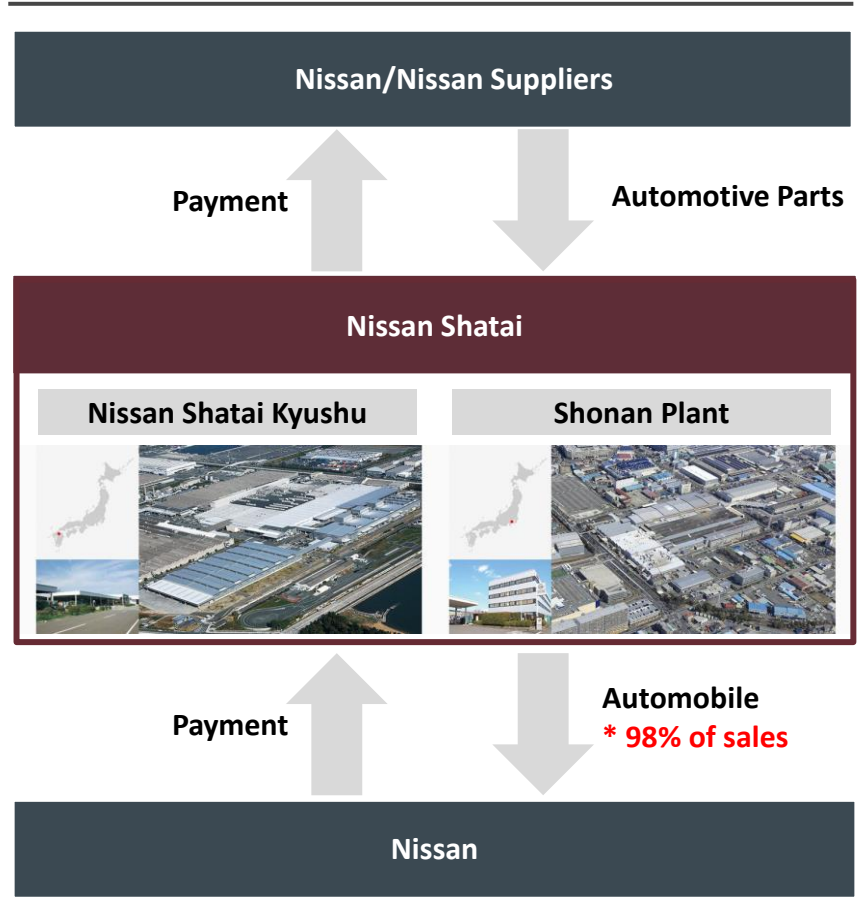 Nissan/Nissan Suppliers
Payment
Automotive Parts
Nissan Shatai
Nissan Shatai Kyushu
Shonan Plant
Payment
Automobile
* 98% of sales
Nissan